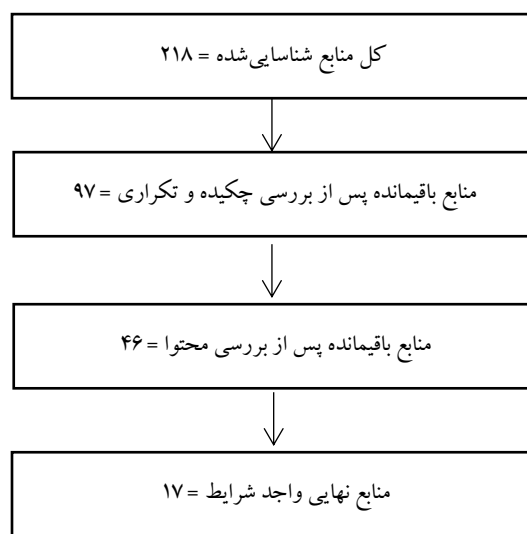 کل منابع شناسایی‌شده = ۲۱۸
منابع باقیمانده پس از بررسی چکیده و تکراری = ۹۷
منابع باقیمانده پس از بررسی محتوا = ۴۶
منابع نهایی واجد شرایط = ۱۷